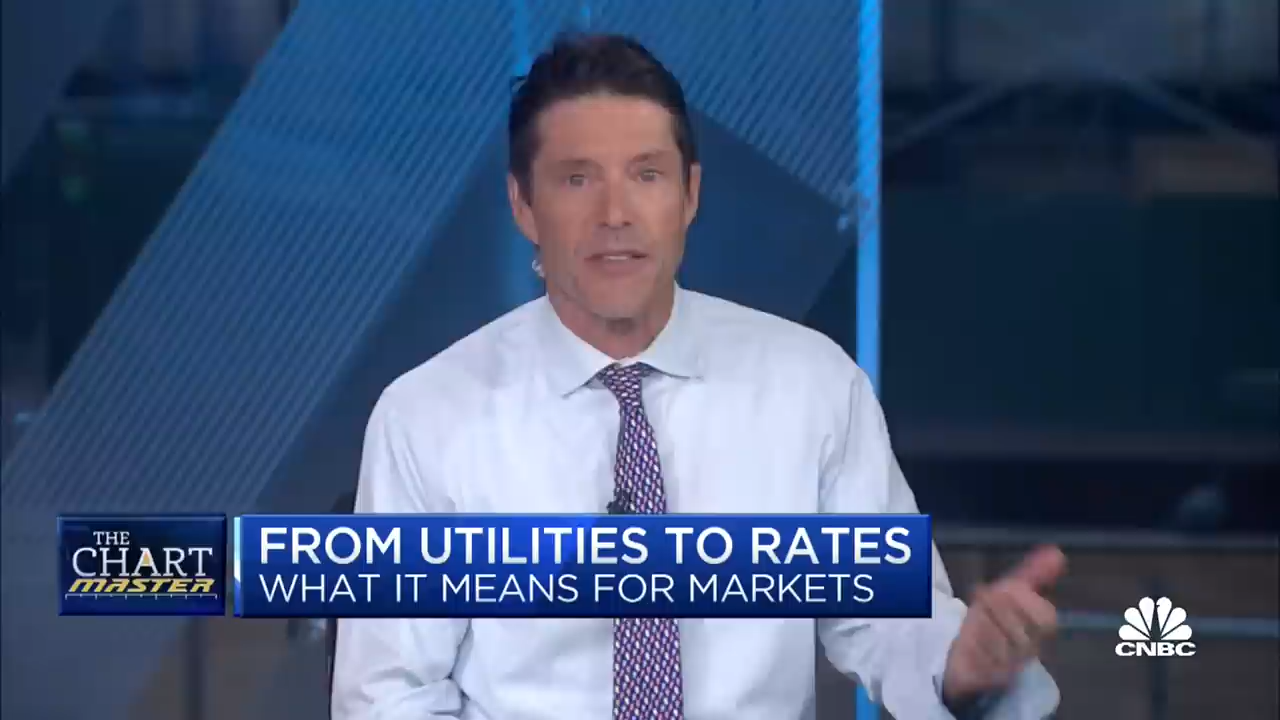 THE
CHART
MASTER
FROM UTILITIES TO RATES
WHAT IT MEANS FOR MARKETS
CNBC